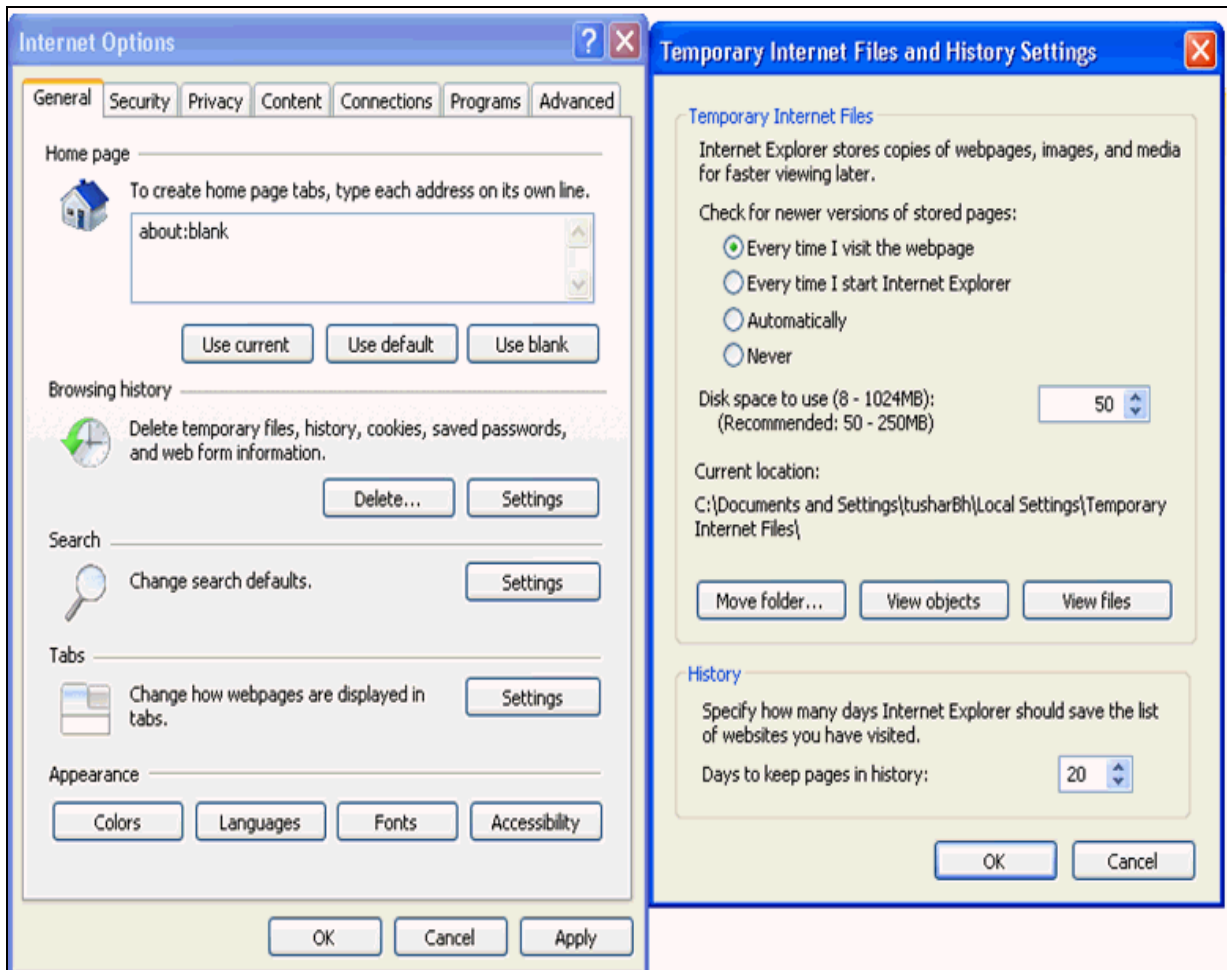 Internet Options
General Security Privacy Content Connections Programs Advanced
Home page
To create home page tabs, type each address on its own line.
about:blank
Use current Use default Use blank
Browsing history
Delete temporary files, history, cookies, saved passwords,
and web form information.
Delete... Settings
Search
Change search defaults.
Settings
Tabs
Change how webpages are displayed in
tabs.
Settings
Appearance
Colors Languages Fonts Accessibility
OK Cancel Apply
Temporary Internet Files and History Settings
Temporary Internet Files
Internet Explorer stores copies of webpages, images, and media
for faster viewing later.
Check for newer versions of stored pages:
Every time I visit the webpage
Every time I start Internet Explorer
Automatically
Never
Disk space to use (8 - 1024MB): 50
(Recommended: 50 - 250MB)
Current location:
C:\Documents and Settings\tusharBh\Local Settings\Temporary
Internet Files\
Move folder... View objects View files
History
Specify how many days Internet Explorer should save the list
of websites you have visited.
Days to keep pages in history: 20
OK Cancel